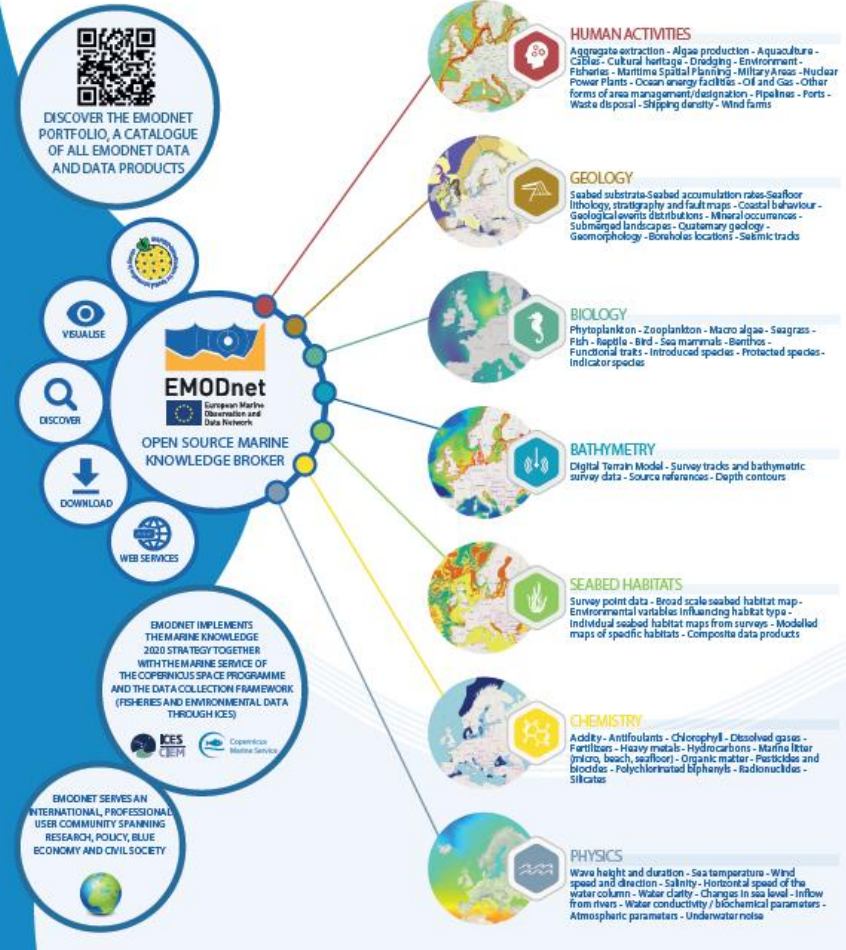 DISCOVER THE EMODNET
PORTFOLIO, A CATALOGUE
OF ALL EMODNET DATA
AND DATA PRODUCTS
VISUALISE
DISCOVER
DOWNLOAD
WEB SERVICES
EMODnet
European Marine
Observation and
Data Network
OPEN SOURCE MARINE
KNOWLEDGE BROKER
EMODNET IMPLEMENTS
THE MARINE KNOWLEDGE
2020 STRATEGY TOGETHER
WITH THE MARINE SERVICE OF
THE COPERNICUS SPACE PROGRAMME
AND THE DATA COLLECTION FRAMEWORK
(FISHERIES AND ENVIRONMENTAL DATA
THROUGH ICES)
ICES
CIEM
Copernicus
Marine Service
EMODNET SERVES AN
INTERNATIONAL, PROFESSIONAL
USER COMMUNITY SPANNING
RESEARCH, POLICY, BLUE
ECONOMY AND CIVIL SOCIETY
HUMAN ACTIVITIES
Aggregate extraction - Algae production - Aquaculture -
Cables - Cultural heritage - Dredging - Environment -
Fisheries - Maritime Spatial Planning - Military Areas - Nuclear
Power Plants - Ocean energy facilities - Oil and Gas - Other
forms of area management/designation - Pipelines - Ports -
Waste disposal - Shipping density - Wind farms
GEOLOGY
Seabed substrate-Seabed accumulation rates-Seafloor
lithology, stratigraphy and fault maps - Coastal behaviour -
Geological events distributions - Mineral occurrences -
Submerged landscapes - Quaternary geology -
Geomorphology - Boreholes locations - Seismic tracks
BIOLOGY
Phytoplankton - Zooplankton - Macro algae - Seagrass -
Fish - Reptile - Bird - Sea mammals - Benthos -
Functional traits - Introduced species - Protected species -
Indicator species
BATHYMETRY
Digital Terrain Model - Survey tracks and bathymetric
survey data - Source references - Depth contours
SEABED HABITATS
Survey point data - Broad scale seabed habitat map -
Environmental variables influencing habitat type -
Individual seabed habitat maps from surveys - Modelled
maps of specific habitats - Composite data products
CHEMISTRY
Acidity - Antifoulants - Chlorophyll - Dissolved gases -
Fertilizers - Heavy metals - Hydrocarbons - Marine litter
(micro, beach, seafloor) - Organic matter - Pesticides and
biocides - Polychlorinated biphenyls - Radionuclides -
Silicates
PHYSICS
Wave height and duration - Sea temperature - Wind
speed and direction - Salinity - Horizontal speed of the
water column - Water clarity - Changes in sea level - Inflow
from rivers - Water conductivity / biochemical parameters -
Atmospheric parameters - Underwater noise